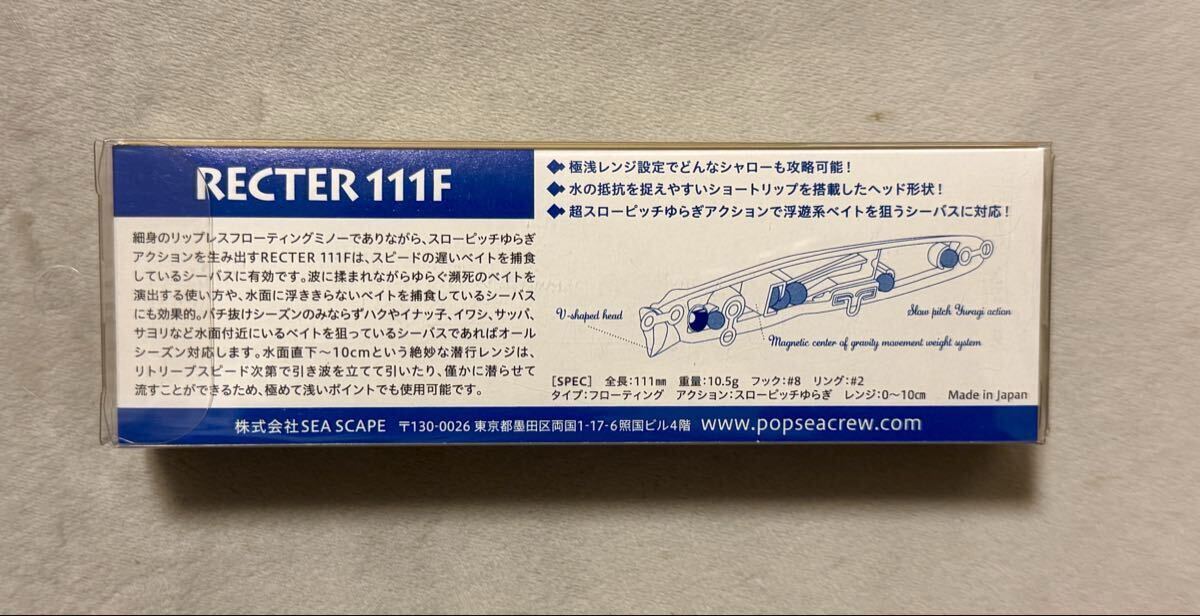 RECTER 111F
細身のリップレスフローティングミノーでありながら、スローピッチゆらぎ
アクションを生み出すRECTER 111Fは、スピードの遅いベイトを捕食
しているシーバスに有効です。波に揉まれながらゆらぐ瀕死のベイトを
演出する使い方や、水面に浮ききらないベイトを捕食しているシーバス
にも効果的。バチ抜けシーズンのみならずハクやイナッ子、イワシ、サッパ、
サヨリなど水面付近にいるベイトを狙っているシーバスであればオール
シーズン対応します。水面直下〜10cmという絶妙な潜行レンジは、
リトリーブスピード次第で引き波を立てて引いたり、僅かに潜らせて
流すことができるため、極めて浅いポイントでも使用可能です。
◆極浅レンジ設定でどんなシャローも攻略可能!
◆水の抵抗を捉えやすいショートリップを搭載したヘッド形状!
◆超スローピッチゆらぎアクションで浮遊系ベイトを狙うシーバスに対応!
V-shaped head
Slow pitch Yuragi action
Magnetic center of gravity movement weight system
[SPEC] 全長:111㎜ 重量:10.5g フック:#8 リング:#2
タイプ:フローティング アクション:スローピッチゆらぎ レンジ:0〜10㎝ Made in Japan
株式会社SEA SCAPE 〒130-0026 東京都墨田区両国1-17-6照国ビル4階 www.popseacrew.com